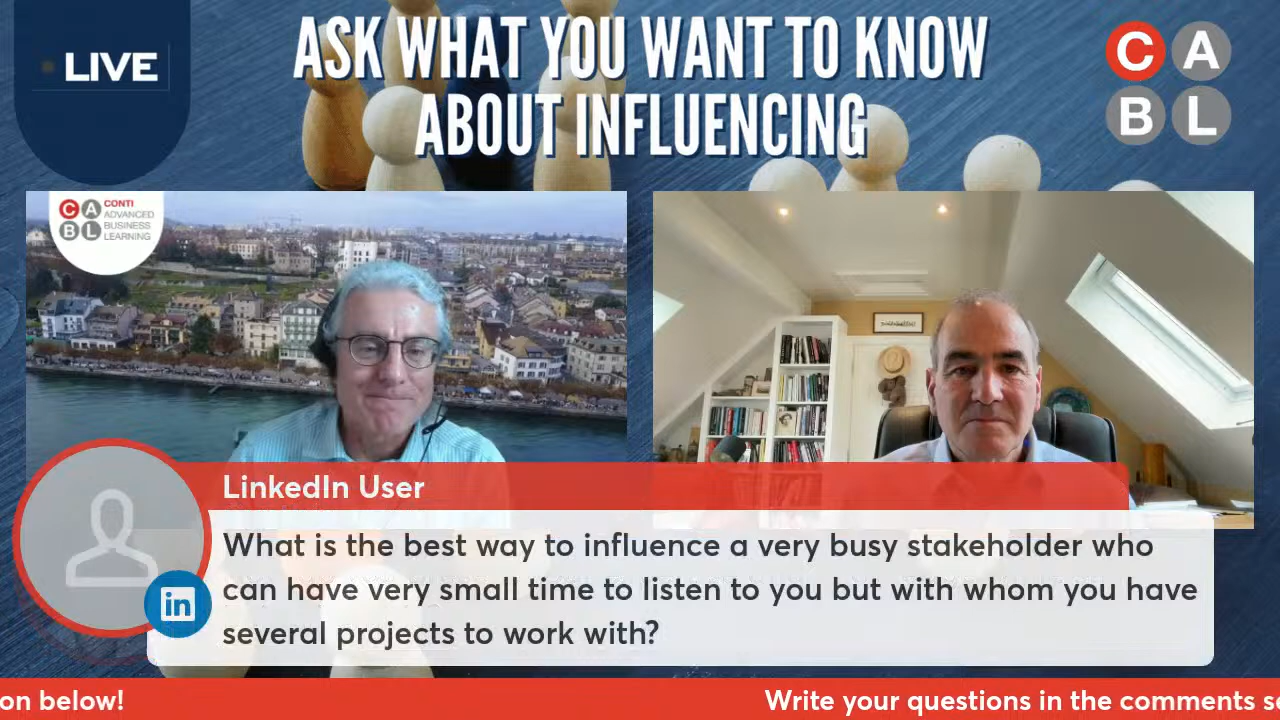 LIVE
ASK WHAT YOU WANT TO KNOW
ABOUT INFLUENCING
C A
B L
C A
B L
CONTI
ADVANCED
BUSINESS
LEARNING
LinkedIn User
What is the best way to influence a very busy stakeholder who
can have very small time to listen to you but with whom you have
several projects to work with?
in
on below!
Write your questions in the comments se